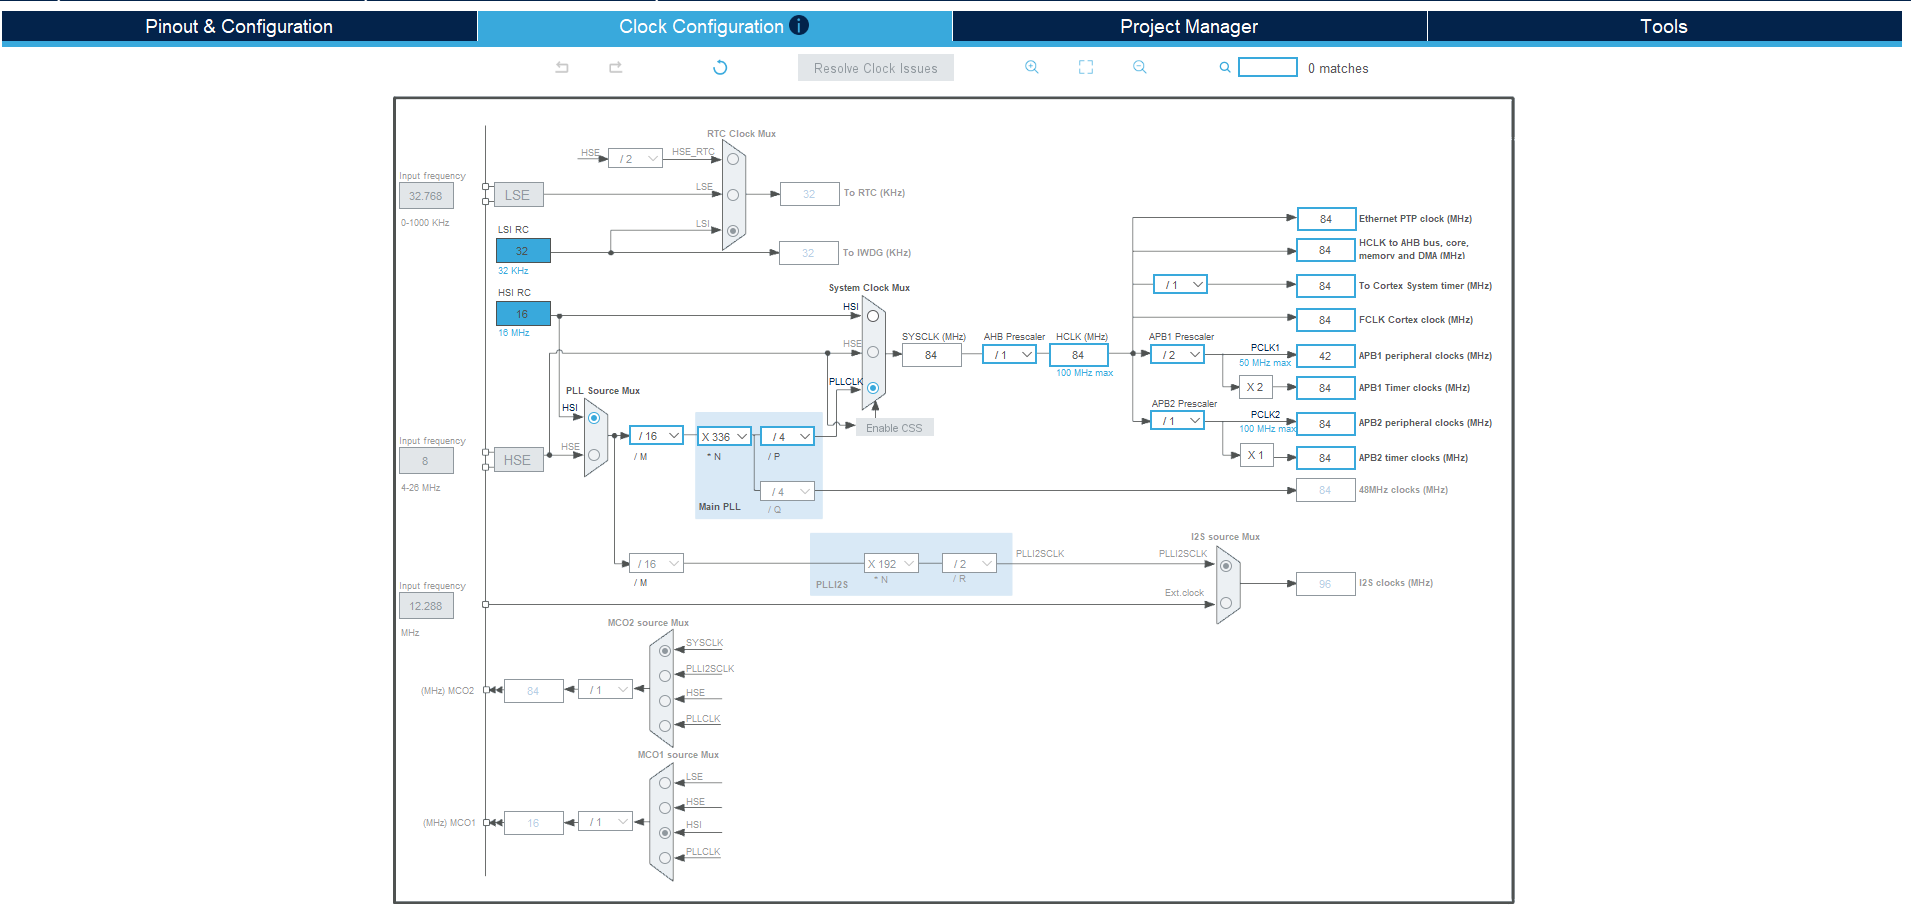 Pinout & Configuration
Clock Configuration
Project Manager
Tools
Resolve Clock Issues
0 matches
RTC Clock Mux
HSE
/ 2
HSE_RTC
Input frequency
32.768
0-1000 KHz
LSE
LSE
32
To RTC (KHz)
LSI RC
32
32 KHz
LSI
32
To IWDG (KHz)
HSI RC
16
16 MHz
System Clock Mux
HSI
HSE
PLLCLK
SYSCLK (MHz)
84
AHB Prescaler
/ 1
HCLK (MHz)
84
100 MHz max
84
Ethernet PTP clock (MHz)
84
HCLK to AHB bus, core,
memory and DMA (MHz)
/ 1
84
To Cortex System timer (MHz)
84
FCLK Cortex clock (MHz)
APB1 Prescaler
/ 2
PCLK1
50 MHz max
42
APB1 peripheral clocks (MHz)
X 2
84
APB1 Timer clocks (MHz)
APB2 Prescaler
/ 1
PCLK2
100 MHz max
84
APB2 peripheral clocks (MHz)
X 1
84
APB2 timer clocks (MHz)
84
48MHz clocks (MHz)
PLL Source Mux
HSI
HSE
Input frequency
8
4-26 MHz
HSE
/ 16
/ M
X 336
* N
/ 4
/ P
Enable CSS
/ 4
/ Q
Main PLL
/ 16
/ M
PLLI2S
X 192
* N
/ 2
/ R
PLLI2SCLK
I2S source Mux
PLLI2SCLK
Ext.clock
96
I2S clocks (MHz)
Input frequency
12.288
MHz
MCO2 source Mux
SYSCLK
PLLI2SCLK
HSE
PLLCLK
(MHz) MCO2
84
/ 1
MCO1 source Mux
LSE
HSE
HSI
PLLCLK
(MHz) MCO1
16
/ 1